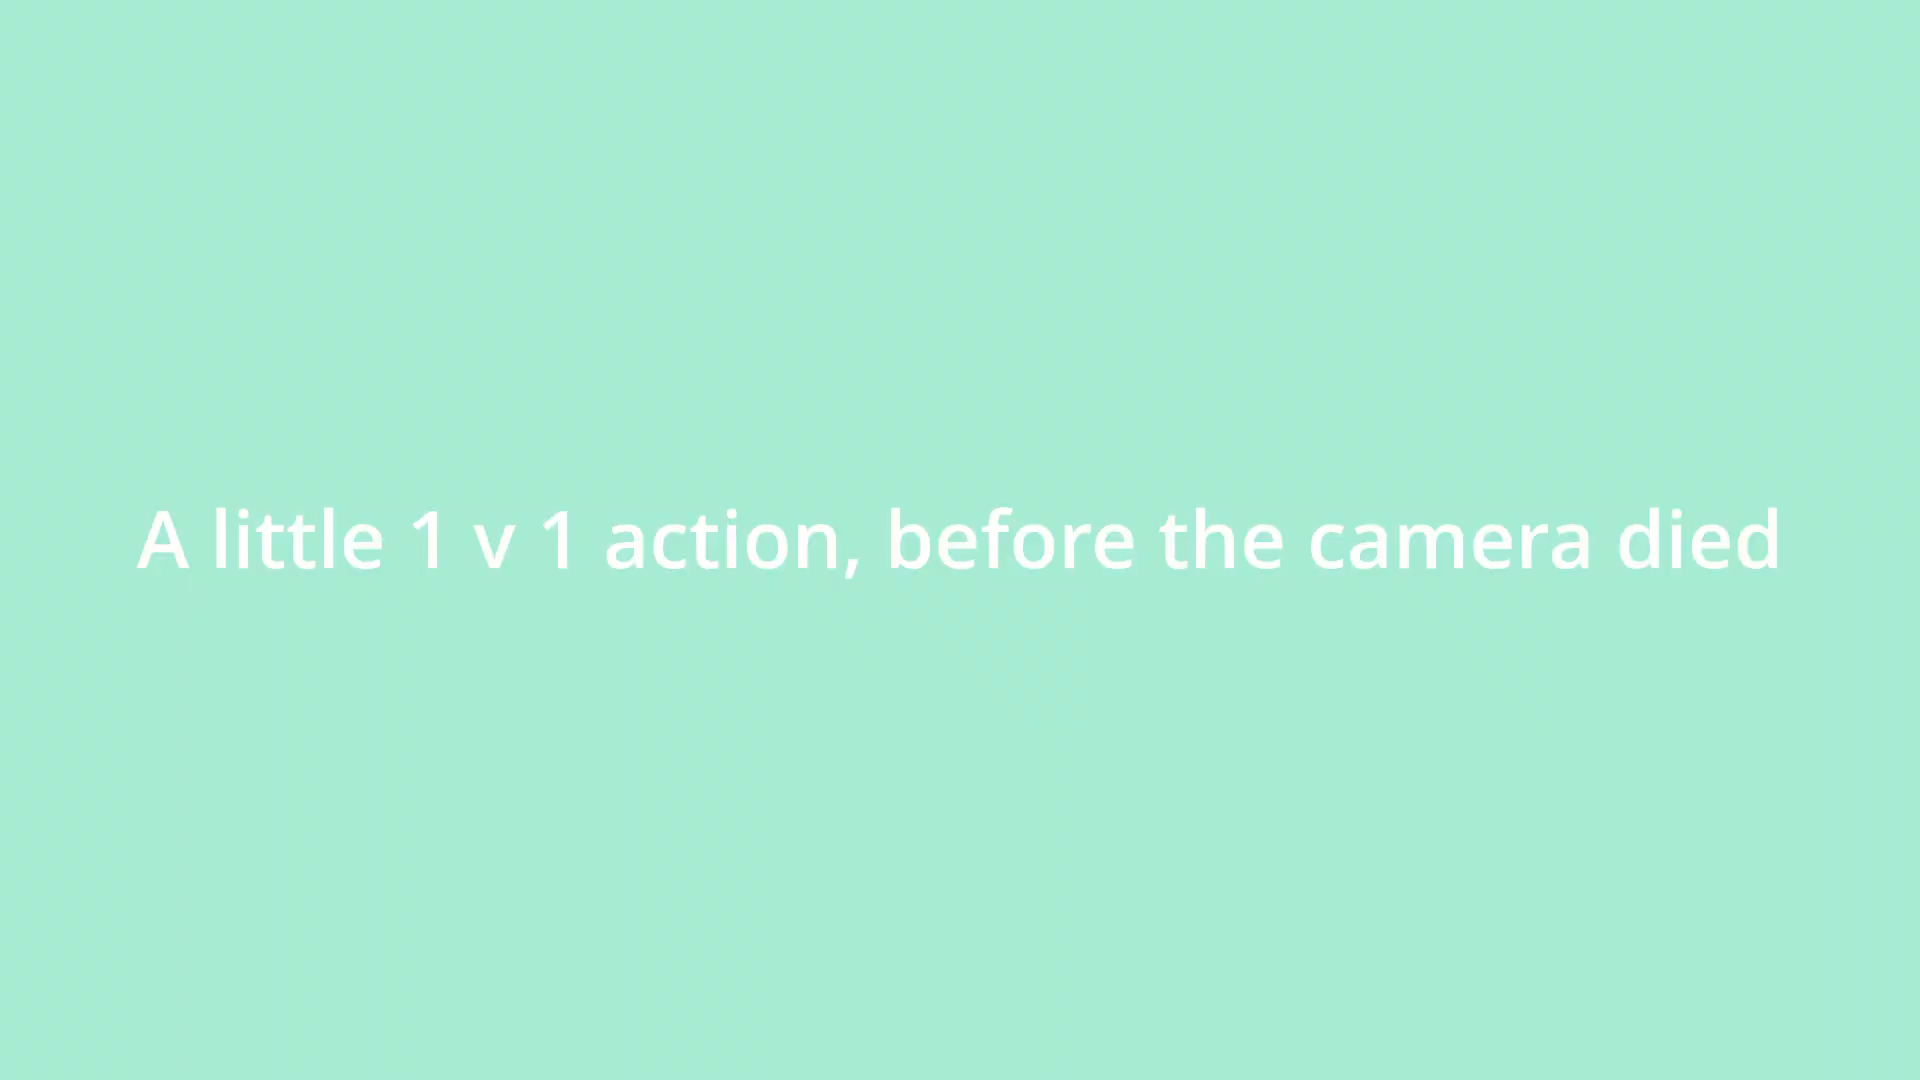 A little 1 v 1 action, before the camera died